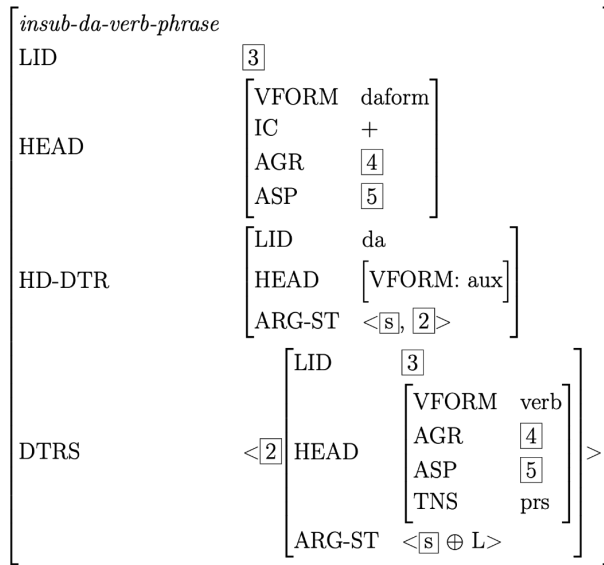 insub-da-verb-phrase
LID 3
HEAD
VFORM daform
IC +
AGR 4
ASP 5
HD-DTR
LID da
HEAD [VFORM: aux]
ARG-ST <s, 2>
DTRS <2
LID 3
HEAD
VFORM verb
AGR 4
ASP 5
TNS prs
ARG-ST <s ⊕ L>
>